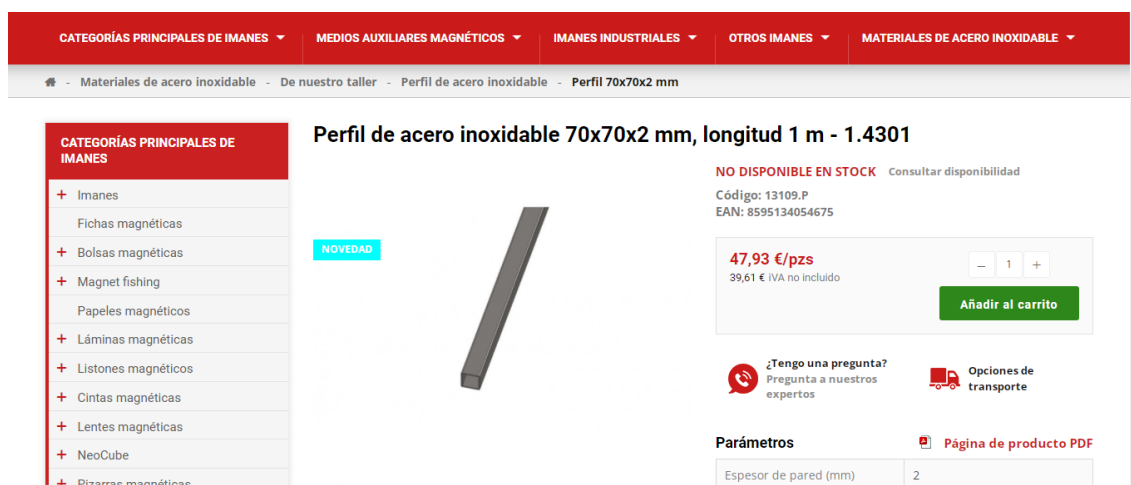 CATEGORÍAS PRINCIPALES DE IMANES
MEDIOS AUXILIARES MAGNÉTICOS
IMANES INDUSTRIALES
OTROS IMANES
MATERIALES DE ACERO INOXIDABLE
- Materiales de acero inoxidable - De nuestro taller - Perfil de acero inoxidable - Perfil 70x70x2 mm
CATEGORÍAS PRINCIPALES DE
IMANES
+ Imanes
Fichas magnéticas
+ Bolsas magnéticas
+ Magnet fishing
Papeles magnéticos
+ Láminas magnéticas
+ Listones magnéticos
+ Cintas magnéticas
+ Lentes magnéticas
+ NeoCube
+ Pizarras magnéticas
Perfil de acero inoxidable 70x70x2 mm, longitud 1 m - 1.4301
NOVEDAD
NO DISPONIBLE EN STOCK Consultar disponibilidad
Código: 13109.P
EAN: 8595134054675
47,93 €/pzs
39,61 € IVA no incluido
– 1 +
Añadir al carrito
¿Tengo una pregunta?
Pregunta a nuestros
expertos
Opciones de
transporte
Parámetros
Página de producto PDF
Espesor de pared (mm) 2